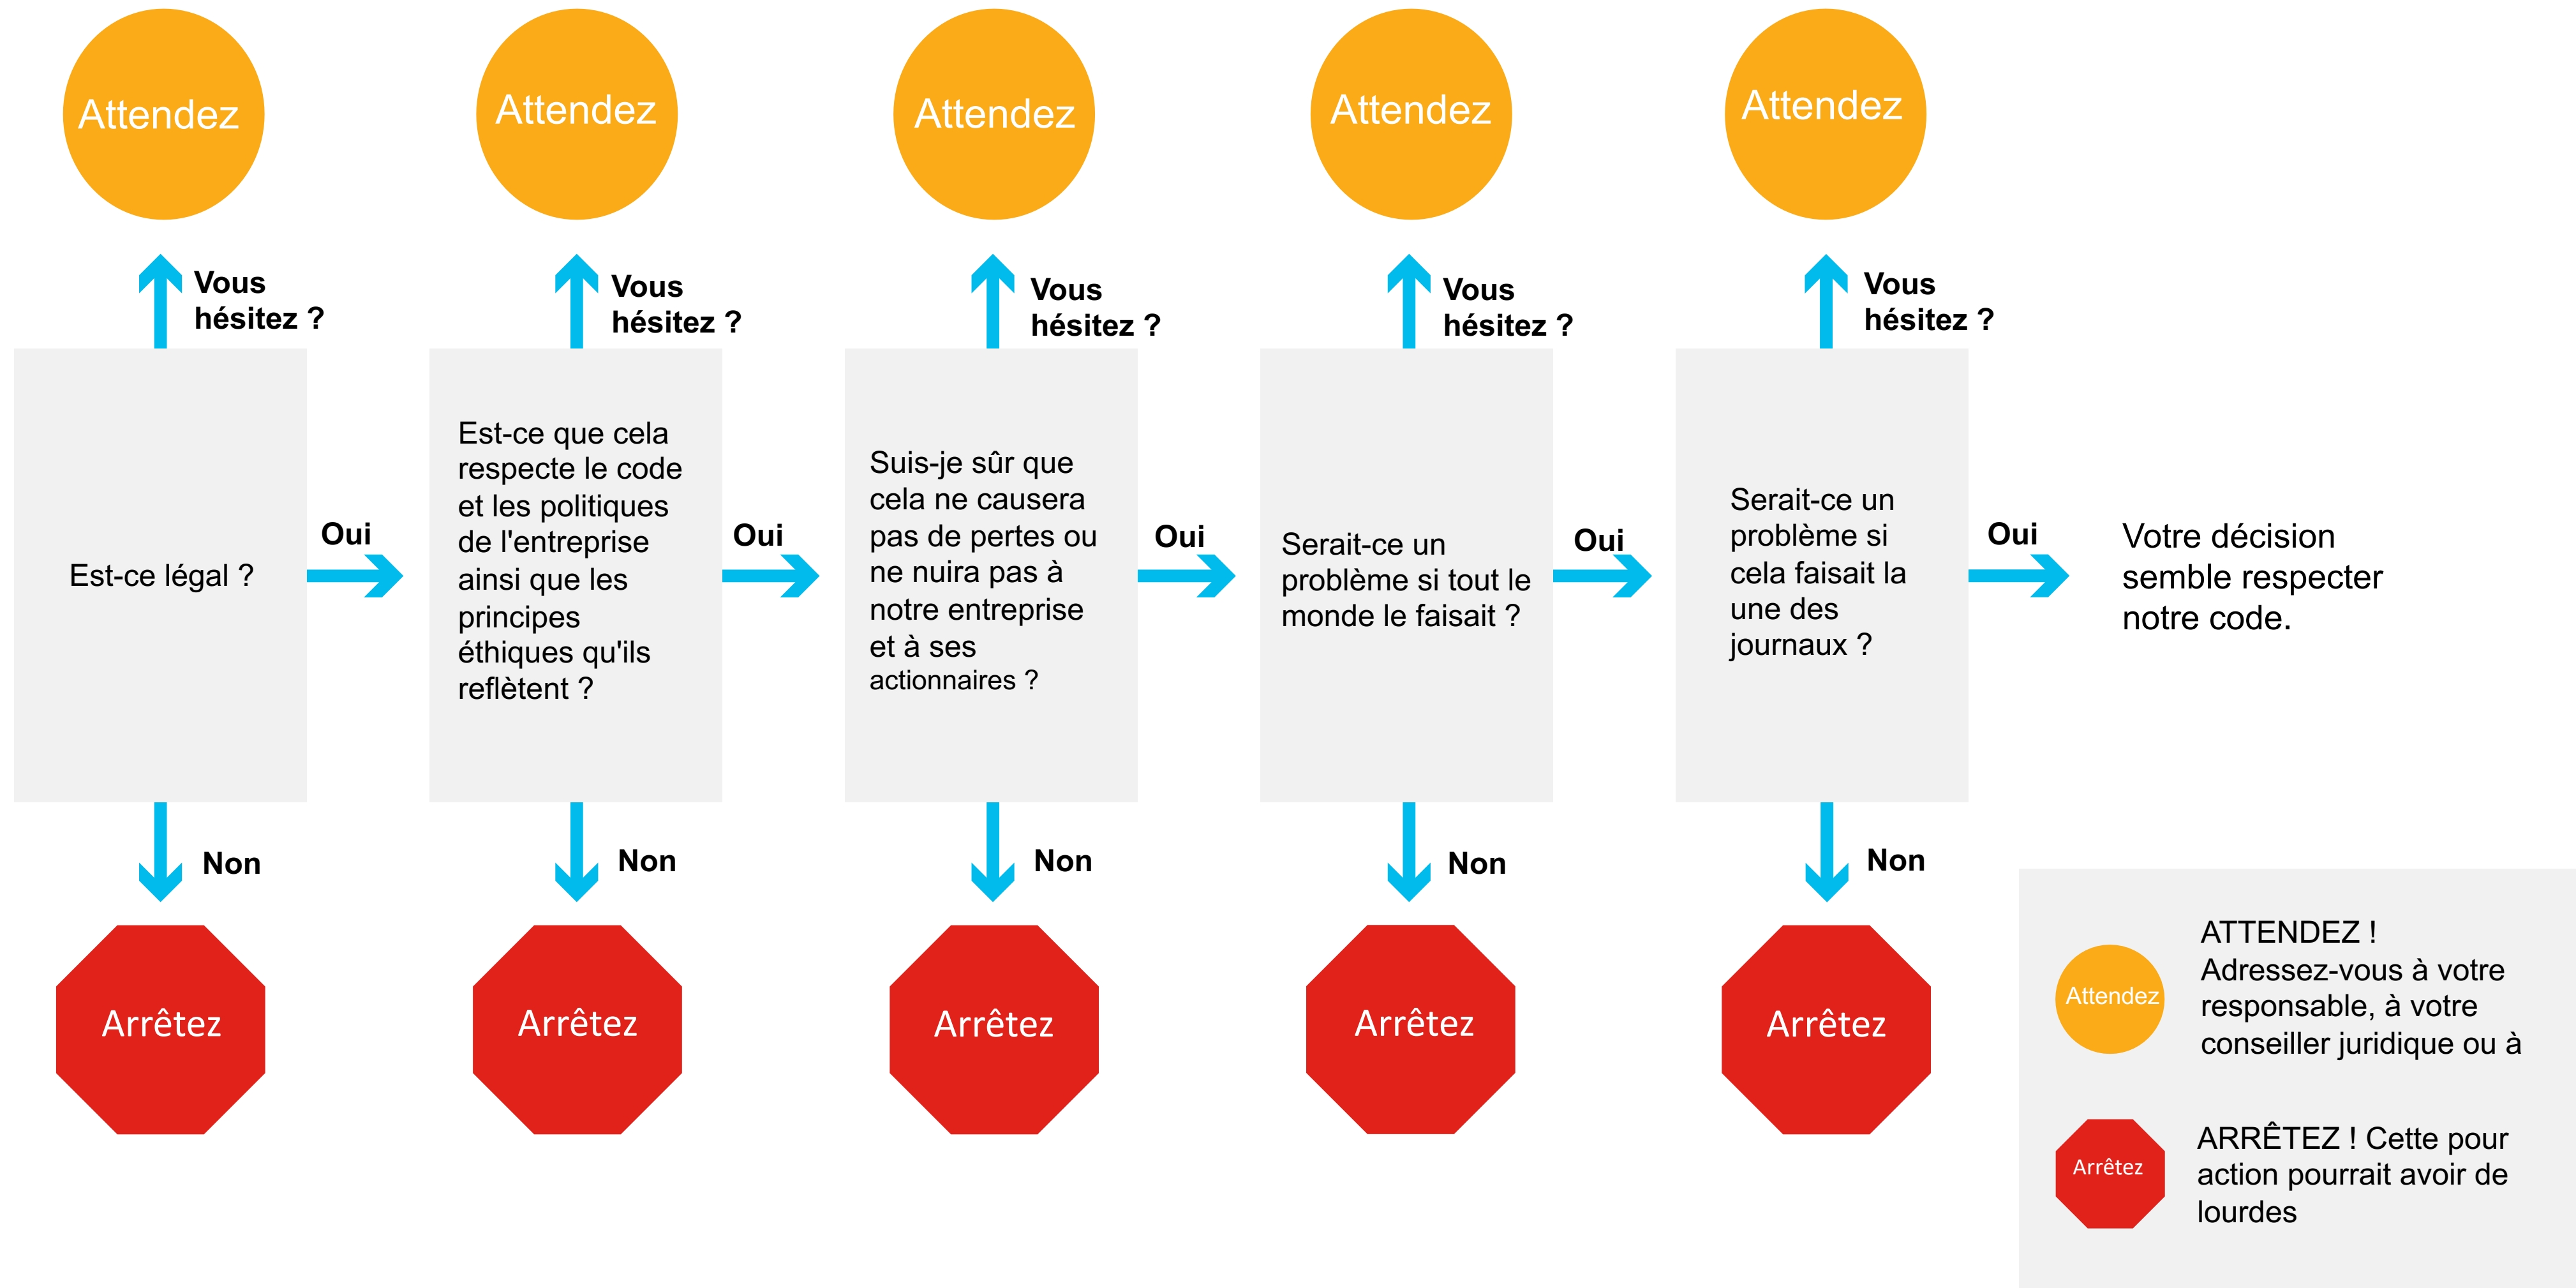 Attendez
Attendez
Attendez
Attendez
Attendez
Vous
hésitez ?
Vous
hésitez ?
Vous
hésitez ?
Vous
hésitez ?
Vous
hésitez ?
Est-ce légal ?
Oui
Est-ce que cela
respecte le code
et les politiques
de l'entreprise
ainsi que les
principes
éthiques qu'ils
reflètent ?
Oui
Suis-je sûr que
cela ne causera
pas de pertes ou
ne nuira pas à
notre entreprise
et à ses
actionnaires ?
Oui
Serait-ce un
problème si tout le
monde le faisait ?
Oui
Serait-ce un
problème si
cela faisait la
une des
journaux ?
Oui
Votre décision
semble respecter
notre code.
Non
Non
Non
Non
Non
Arrêtez
Arrêtez
Arrêtez
Arrêtez
Arrêtez
Attendez
ATTENDEZ !
Adressez-vous à votre
responsable, à votre
conseiller juridique ou à
Arrêtez
ARRÊTEZ ! Cette pour
action pourrait avoir de
lourdes